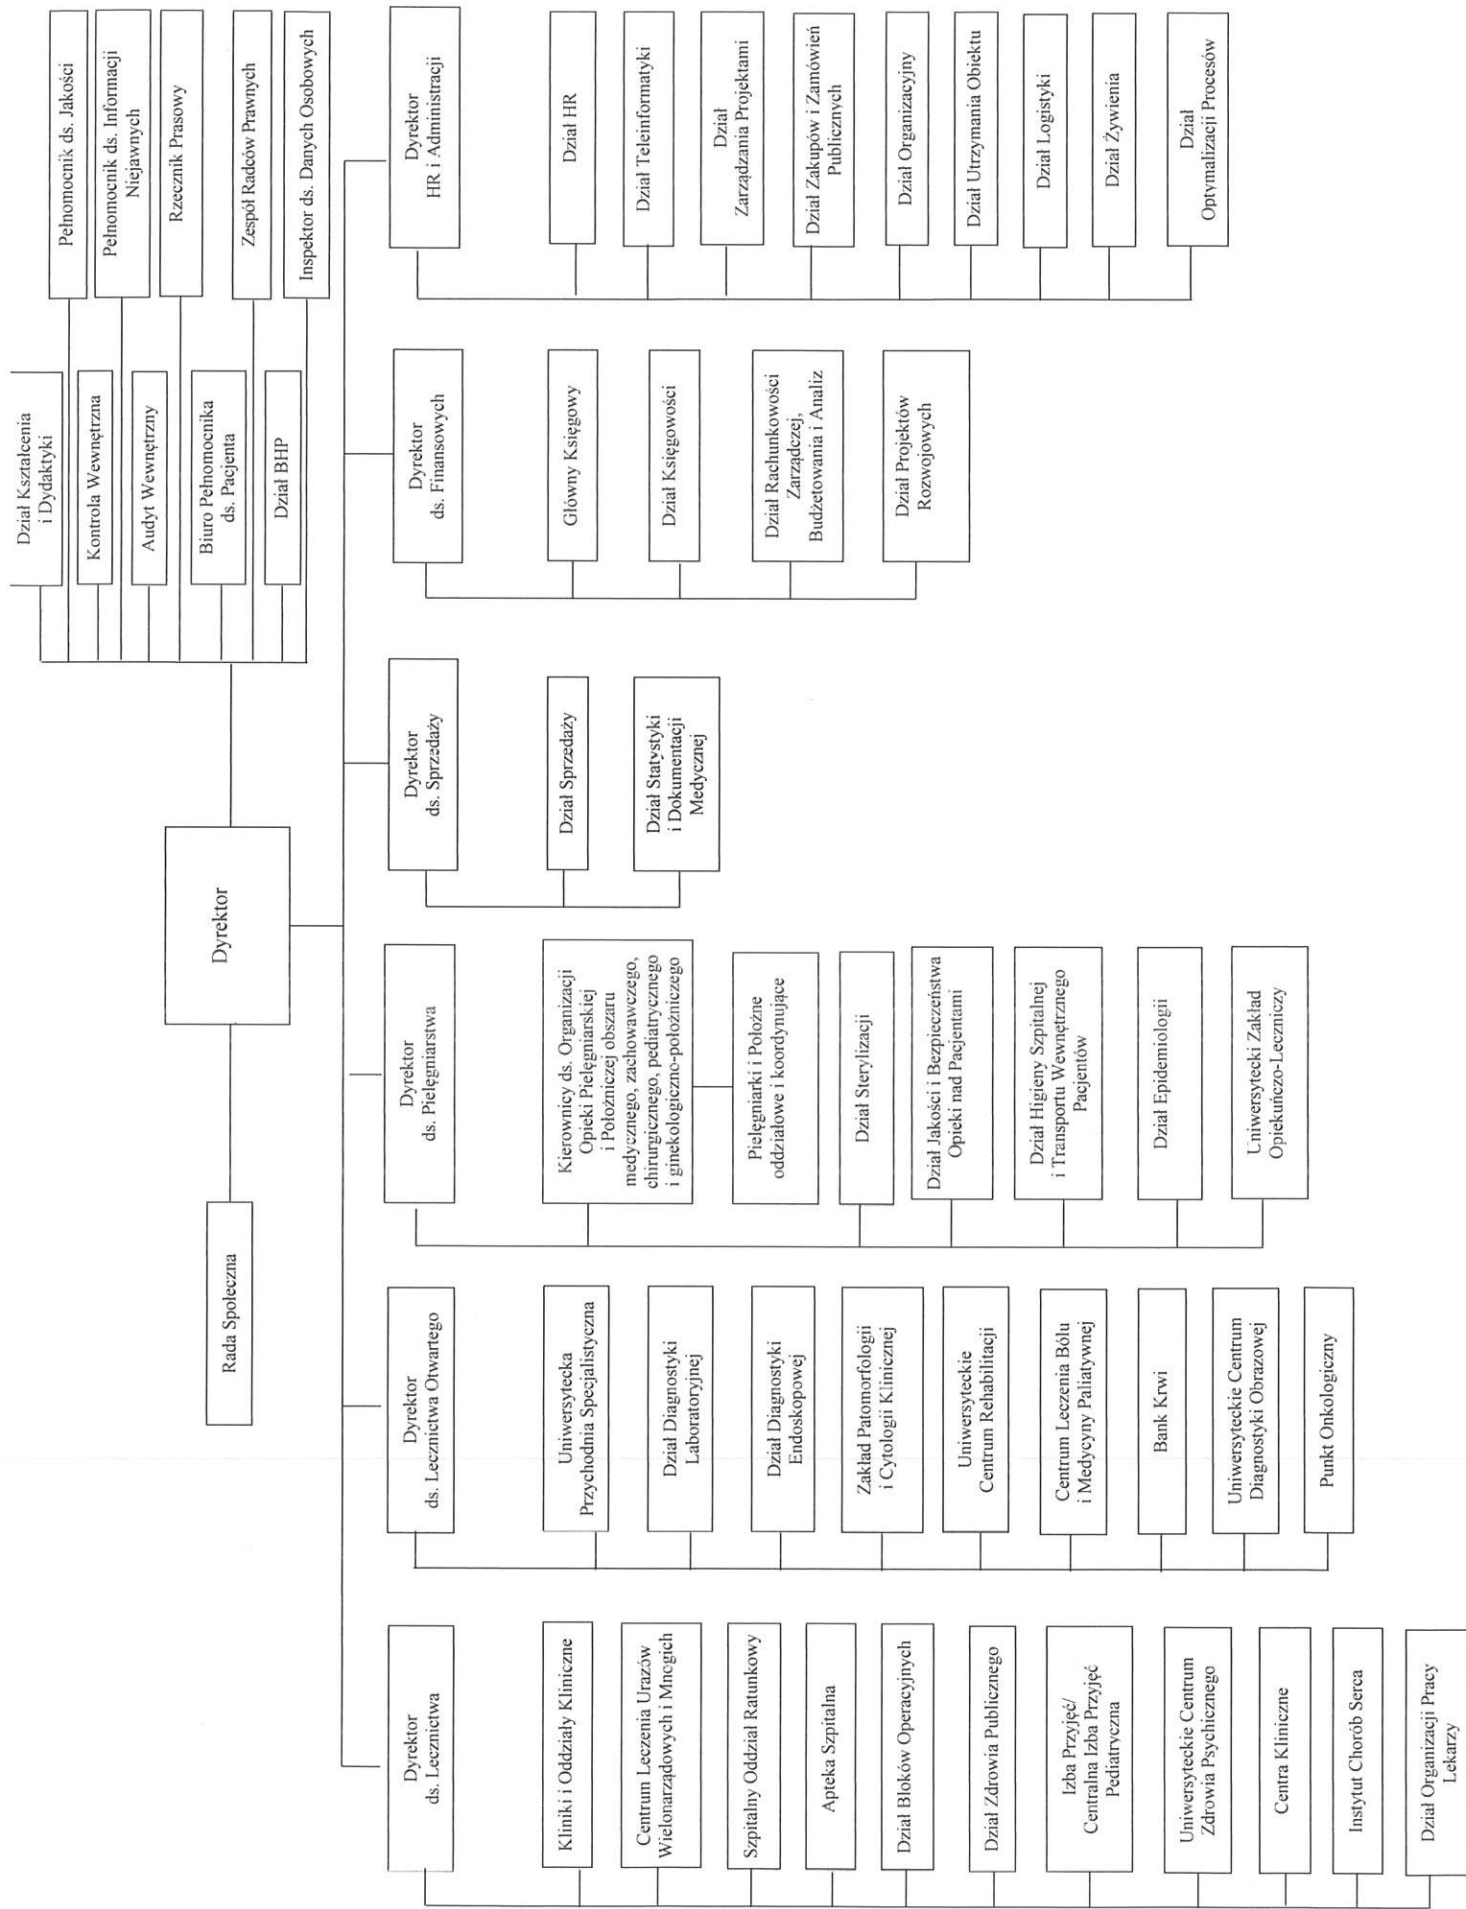 Rada Społeczna
Dyrektor
Dział Kształcenia
i Dydaktyki
Pełnomocnik ds. Jakości
Kontrola Wewnętrzna
Pełnomocnik ds. Informacji
Niejawnych
Audyt Wewnętrzny
Rzecznik Prasowy
Biuro Pełnomocnika
ds. Pacjenta
Zespół Radców Prawnych
Dział BHP
Inspektor ds. Danych Osobowych
Dyrektor
ds. Lecznictwa
Kliniki i Oddziały Kliniczne
Centrum Leczenia Urazów
Wielonarządowych i Mnogich
Szpitalny Oddział Ratunkowy
Apteka Szpitalna
Dział Bloków Operacyjnych
Dział Zdrowia Publicznego
Izba Przyjęć/
Centralna Izba Przyjęć
Pediatryczna
Uniwersyteckie Centrum
Zdrowia Psychicznego
Centra Kliniczne
Instytut Chorób Serca
Dział Organizacji Pracy
Lekarzy
Dyrektor
ds. Lecznictwa Otwartego
Uniwersytecka
Przychodnia Specjalistyczna
Dział Diagnostyki
Laboratoryjnej
Dział Diagnostyki
Endoskopowej
Zakład Patomorfologii
i Cytologii Klinicznej
Uniwersyteckie
Centrum Rehabilitacji
Centrum Leczenia Bólu
i Medycyny Paliatywnej
Bank Krwi
Uniwersyteckie Centrum
Diagnostyki Obrazowej
Punkt Onkologiczny
Dyrektor
ds. Pielęgniarstwa
Kierownicy ds. Organizacji
Opieki Pielęgniarskiej
i Położniczej obszaru
medycznego, zachowawczego,
chirurgicznego, pediatrycznego
i ginekologiczno-położniczego
Pielęgniarki i Położne
oddziałowe i koordynujące
Dział Sterylizacji
Dział Jakości i Bezpieczeństwa
Opieki nad Pacjentami
Dział Higieny Szpitalnej
i Transportu Wewnętrznego
Pacjentów
Dział Epidemiologii
Uniwersytecki Zakład
Opiekuńczo-Leczniczy
Dyrektor
ds. Sprzedaży
Dział Sprzedaży
Dział Statystyki
i Dokumentacji
Medycznej
Dyrektor
ds. Finansowych
Główny Księgowy
Dział Księgowości
Dział Rachunkowości
Zarządczej,
Budżetowania i Analiz
Dział Projektów
Rozwojowych
Dyrektor
HR i Administracji
Dział HR
Dział Teleinformatyki
Dział
Zarządzania Projektami
Dział Zakupów i Zamówień
Publicznych
Dział Organizacyjny
Dział Utrzymania Obiektu
Dział Logistyki
Dział Żywienia
Dział
Optymalizacji Procesów